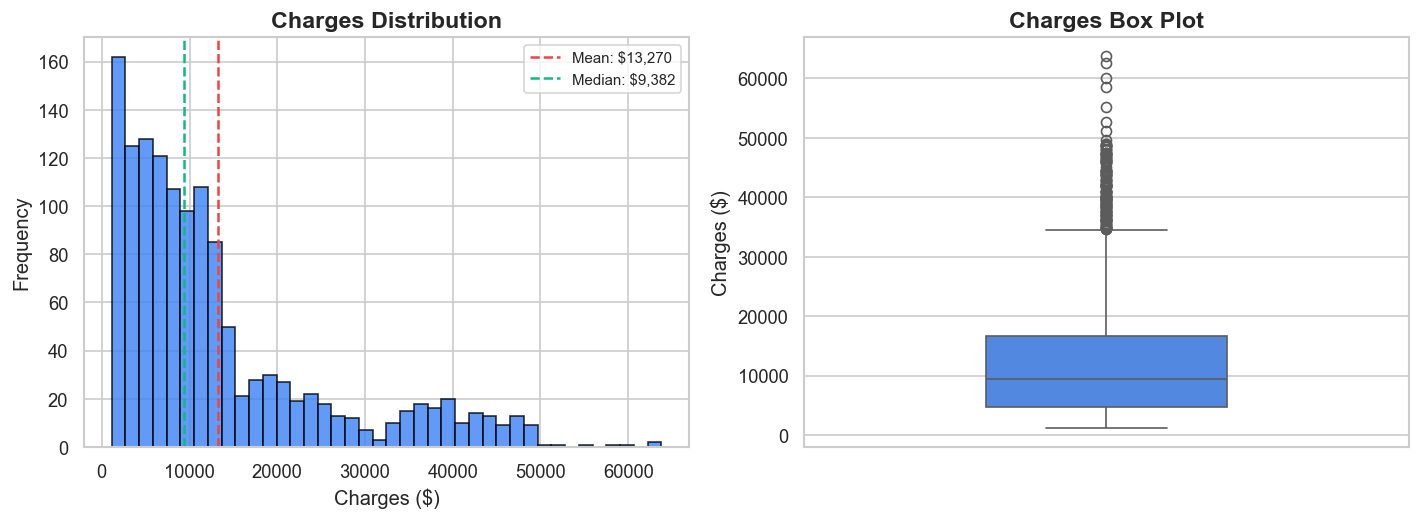 Charges Distribution
Mean: $13,270
Median: $9,382
Frequency
160
140
120
100
80
60
40
20
0
0 10000 20000 30000 40000 50000 60000
Charges ($)
Charges Box Plot
Charges ($)
60000
50000
40000
30000
20000
10000
0